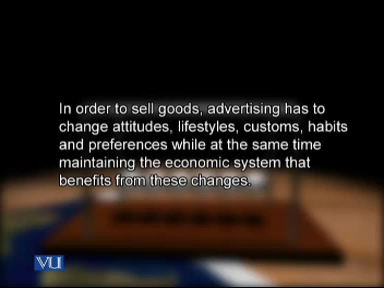 In order to sell goods, advertising has to
change attitudes, lifestyles, customs, habits
and preferences while at the same time
maintaining the economic system that
benefits from these changes.
VU